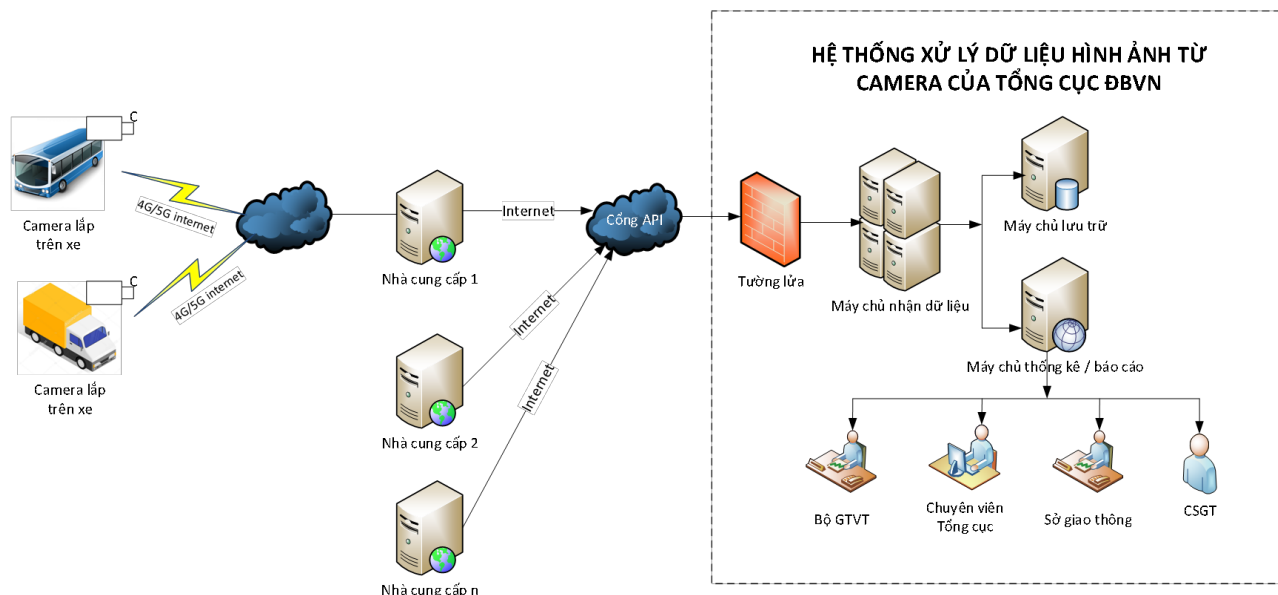 HỆ THỐNG XỬ LÝ DỮ LIỆU HÌNH ẢNH TỪ
CAMERA CỦA TỔNG CỤC ĐBVN
C
Camera lắp
trên xe
4G/5G internet
C
Camera lắp
trên xe
4G/5G internet
Nhà cung cấp 1
Internet
Nhà cung cấp 2
Internet
Nhà cung cấp n
Internet
Cổng API
Tường lửa
Máy chủ nhận dữ liệu
Máy chủ lưu trữ
Máy chủ thống kê / báo cáo
Bộ GTVT
Chuyên viên
Tổng cục
Sở giao thông
CSGT